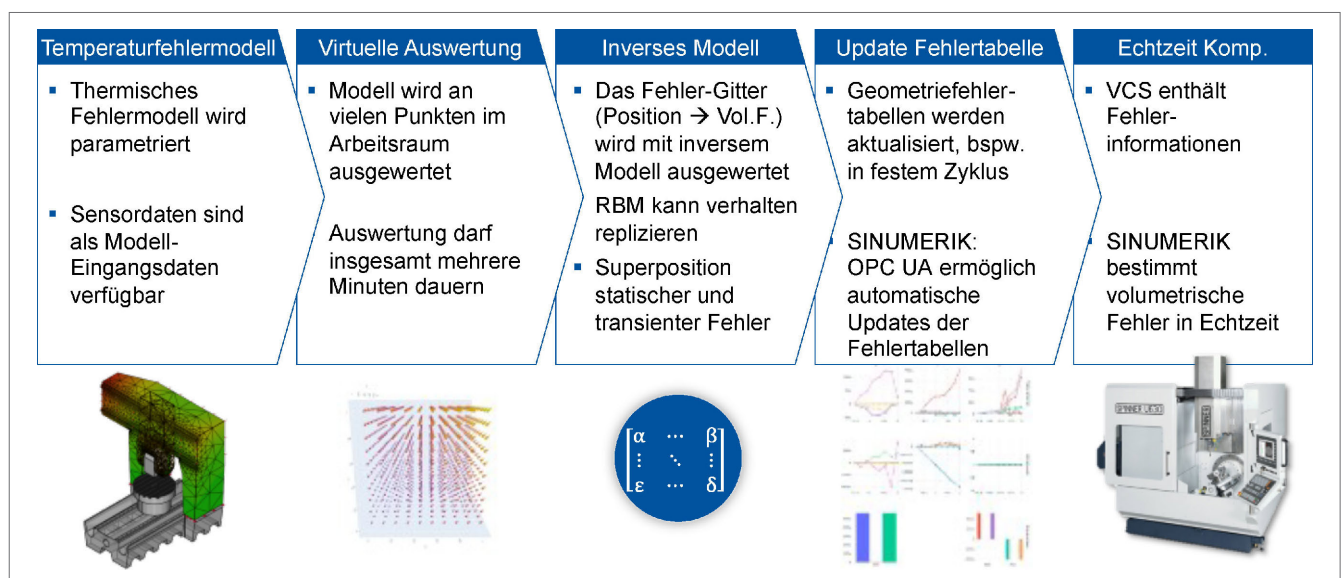 Temperaturfehlermodell
▪ Thermisches
Fehlermodell wird
parametriert
▪ Sensordaten sind
als Modell-
Eingangsdaten
verfügbar
Virtuelle Auswertung
▪ Modell wird an
vielen Punkten im
Arbeitsraum
ausgewertet
Auswertung darf
insgesamt mehrere
Minuten dauern
Inverses Modell
▪ Das Fehler-Gitter
(Position → Vol.F.)
wird mit inversem
Modell ausgewertet
RBM kann verhalten
replizieren
▪ Superposition
statischer und
transienter Fehler
Update Fehlertabelle
▪ Geometriefehler-
tabellen werden
aktualisiert, bspw.
in festem Zyklus
▪ SINUMERIK:
OPC UA ermöglich
automatische
Updates der
Fehlertabellen
Echtzeit Komp.
▪ VCS enthält
Fehler-
informationen
▪ SINUMERIK
bestimmt
volumetrische
Fehler in Echtzeit
α ⋯ β
⋮ ⋱ ⋮
ε ⋯ δ
SPINNER
SPINNER